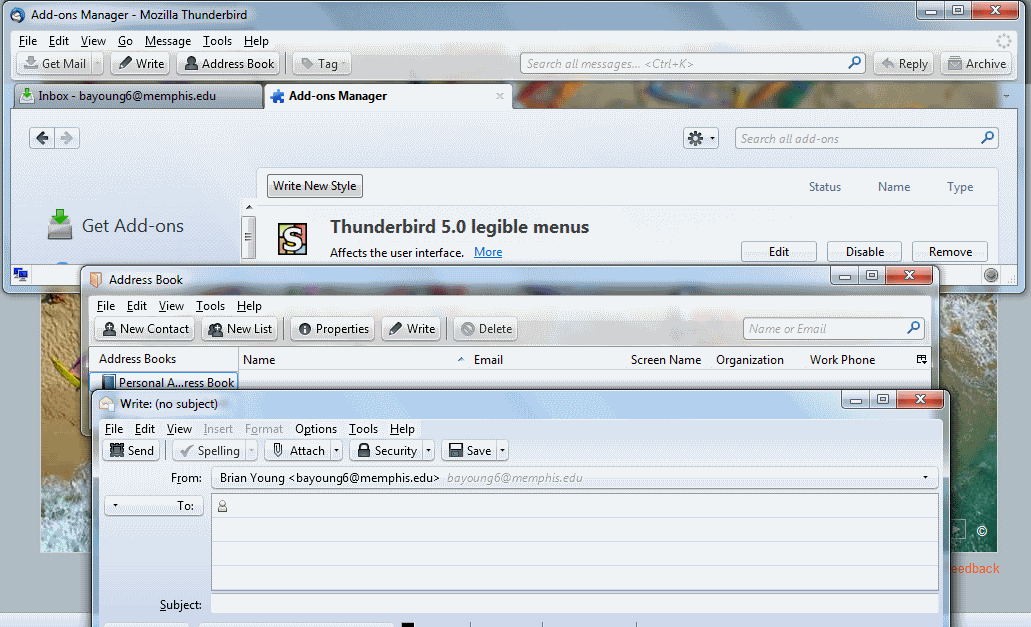 Add-ons Manager - Mozilla Thunderbird
File Edit View Go Message Tools Help
Get Mail Write Address Book Tag Search all messages... <Ctrl+K> Reply Archive
Inbox - bayoung6@memphis.edu Add-ons Manager
Search all add-ons
Write New Style Status Name Type
Get Add-ons
Thunderbird 5.0 legible menus
Affects the user interface. More Edit Disable Remove
Address Book
File Edit View Tools Help
New Contact New List Properties Write Delete Name or Email
Address Books Name Email Screen Name Organization Work Phone
Personal A...ress Book
Write: (no subject)
File Edit View Insert Format Options Tools Help
Send Spelling Attach Security Save
From: Brian Young <bayoung6@memphis.edu> bayoung6@memphis.edu
To:
©
eedback
Subject: